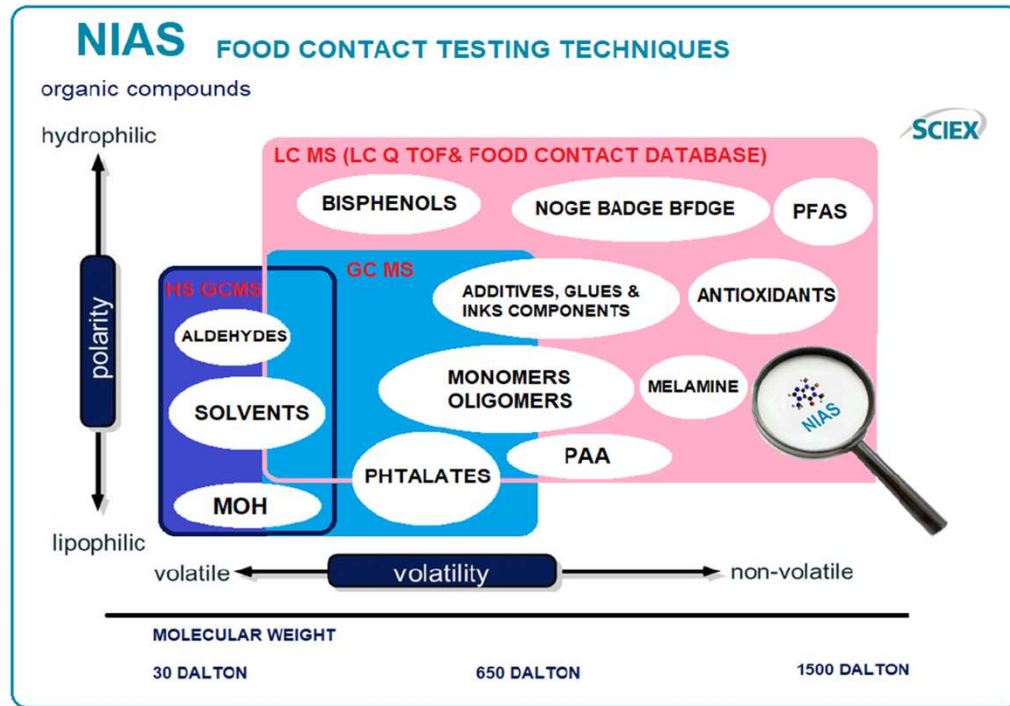 NIAS FOOD CONTACT TESTING TECHNIQUES
organic compounds
hydrophilic
SCIEX
LC MS (LC Q TOF& FOOD CONTACT DATABASE)
BISPHENOLS
NOGE BADGE BFDGE
PFAS
GC MS
HS GCMS
ADDITIVES, GLUES &
INKS COMPONENTS
ANTIOXIDANTS
ALDEHYDES
polarity
MONOMERS
OLIGOMERS
MELAMINE
NIAS
SOLVENTS
PAA
PHTALATES
MOH
lipophilic
volatile
volatility
non-volatile
MOLECULAR WEIGHT
30 DALTON
650 DALTON
1500 DALTON